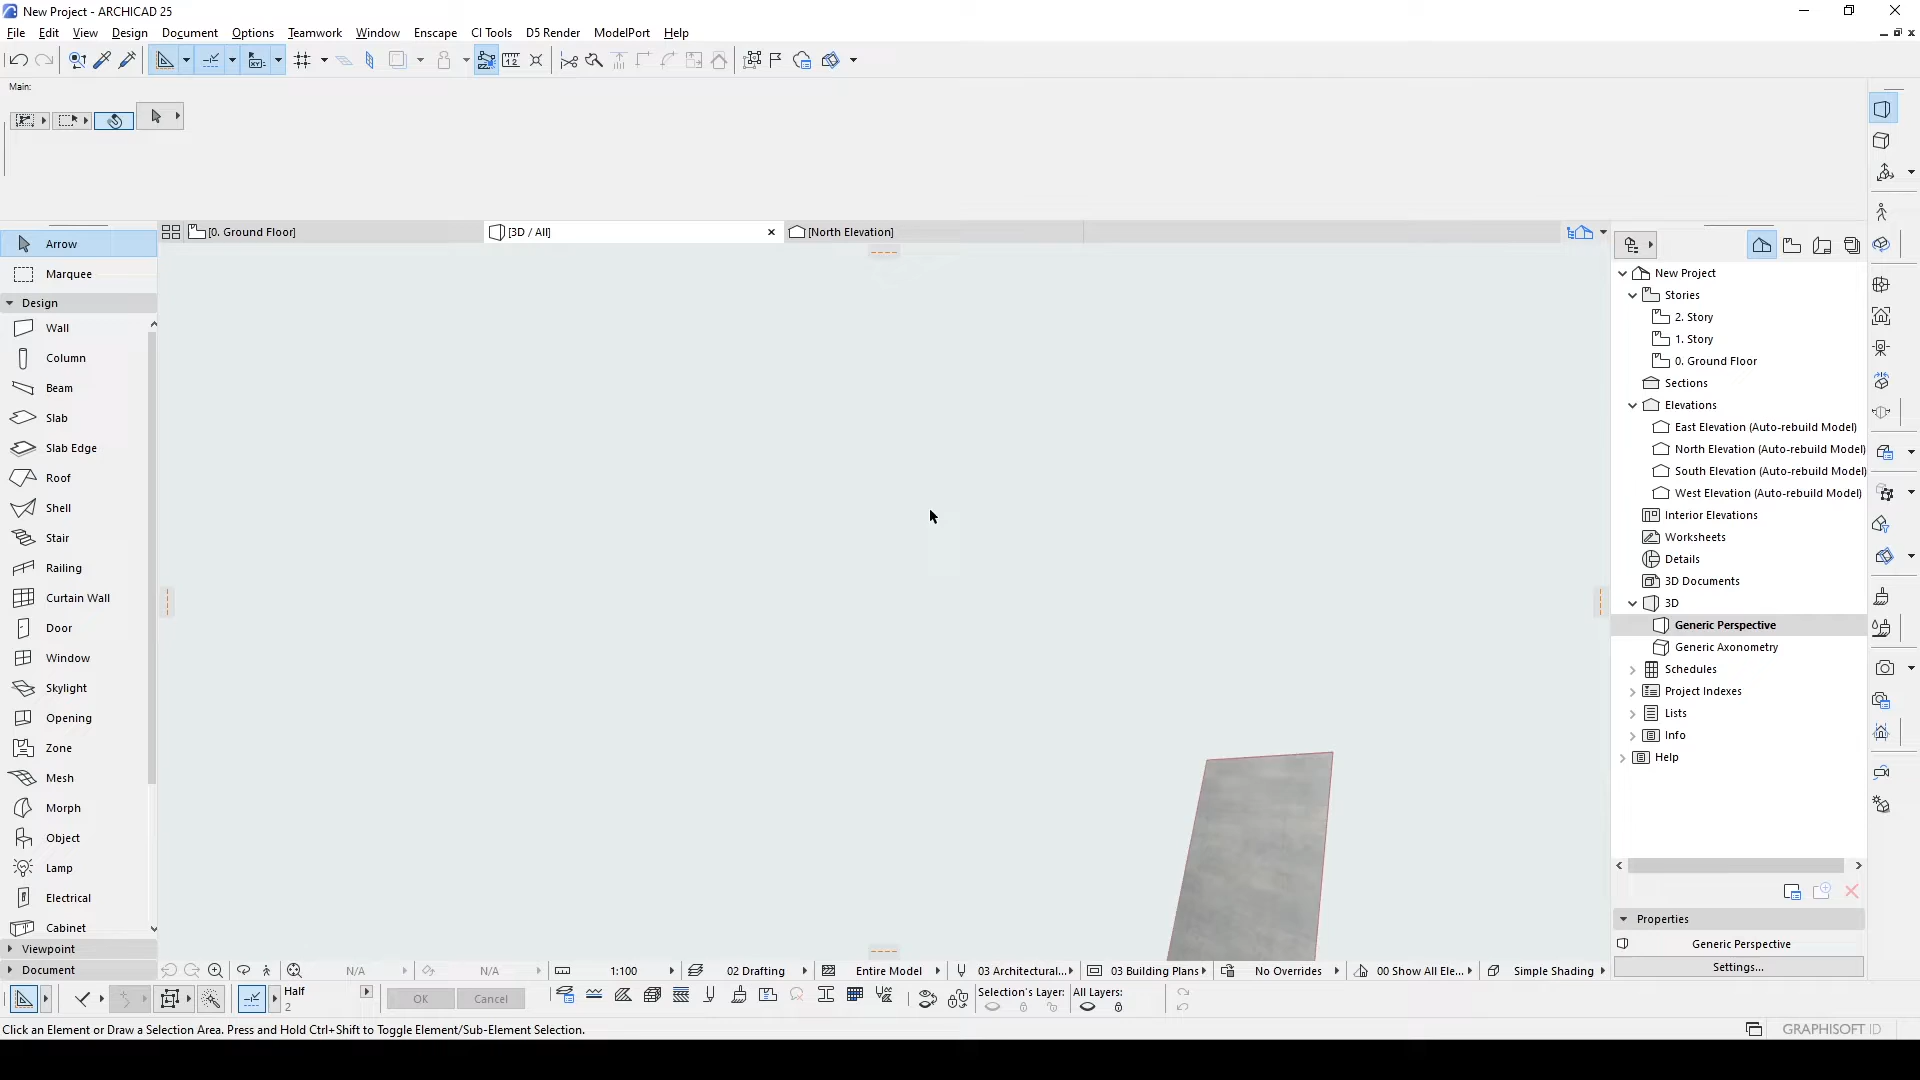 New Project - ARCHICAD 25
File Edit View Design Document Options Teamwork Window Enscape CI Tools D5 Render ModelPort Help
Main:
[0. Ground Floor]
[3D / All]
[North Elevation]
Arrow
Marquee
Design
Wall
Column
Beam
Slab
Slab Edge
Roof
Shell
Stair
Railing
Curtain Wall
Door
Window
Skylight
Opening
Zone
Mesh
Morph
Object
Lamp
Electrical
Cabinet
Viewpoint
Document
New Project
Stories
2. Story
1. Story
0. Ground Floor
Sections
Elevations
East Elevation (Auto-rebuild Model)
North Elevation (Auto-rebuild Model)
South Elevation (Auto-rebuild Model)
West Elevation (Auto-rebuild Model)
Interior Elevations
Worksheets
Details
3D Documents
3D
Generic Perspective
Generic Axonometry
Schedules
Project Indexes
Lists
Info
Help
Properties
Generic Perspective
Settings...
N/A N/A 1:100 02 Drafting Entire Model 03 Architectural... 03 Building Plans No Overrides 00 Show All Ele... Simple Shading
Half
2
OK Cancel
Selection's Layer: All Layers:
Click an Element or Draw a Selection Area. Press and Hold Ctrl+Shift to Toggle Element/Sub-Element Selection.
GRAPHISOFT ID